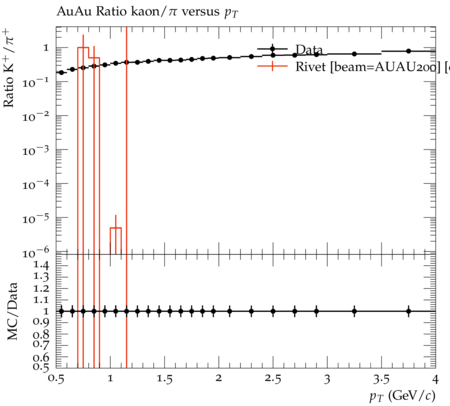 AuAu Ratio kaon/π versus p_T
Ratio K⁺/π⁺
1
10⁻¹
10⁻²
10⁻³
10⁻⁴
10⁻⁵
10⁻⁶
Data
Rivet [beam=AUAU200] [
MC/Data
1.4
1.3
1.2
1.1
1
0.9
0.8
0.7
0.6
0.5
0.5 1 1.5 2 2.5 3 3.5 4
p_T (GeV/c)